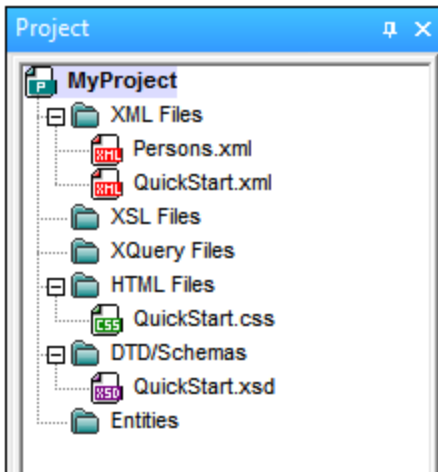 Project
MyProject
XML Files
Persons.xml
QuickStart.xml
XSL Files
XQuery Files
HTML Files
QuickStart.css
DTD/Schemas
QuickStart.xsd
Entities